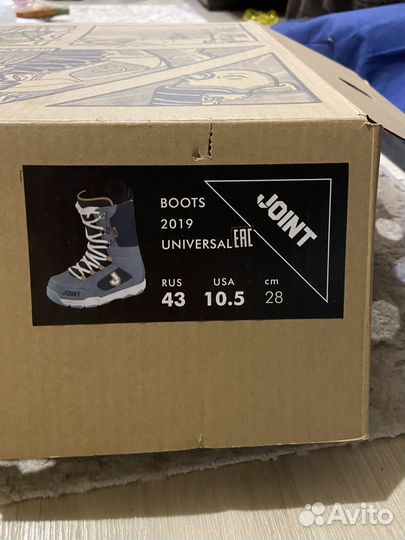 BOOTS
2019
UNIVERSAL EAC
JOINT
RUS USA cm
43 10.5 28
JOINT
Avito